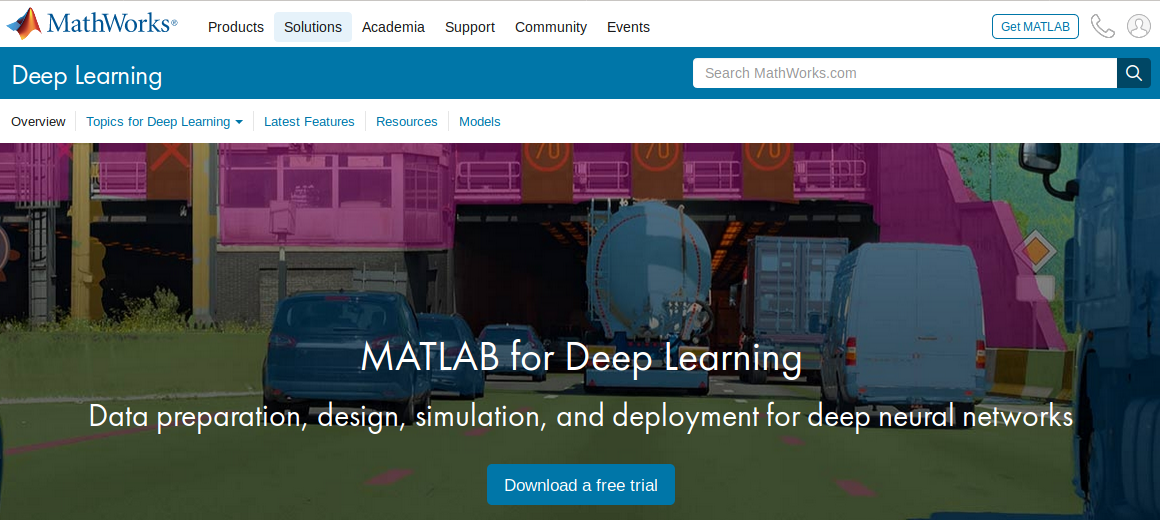 MathWorks®
Products Solutions Academia Support Community Events
Get MATLAB
Deep Learning
Search MathWorks.com
Overview Topics for Deep Learning Latest Features Resources Models
70 70 70
MATLAB for Deep Learning
Data preparation, design, simulation, and deployment for deep neural networks
Download a free trial